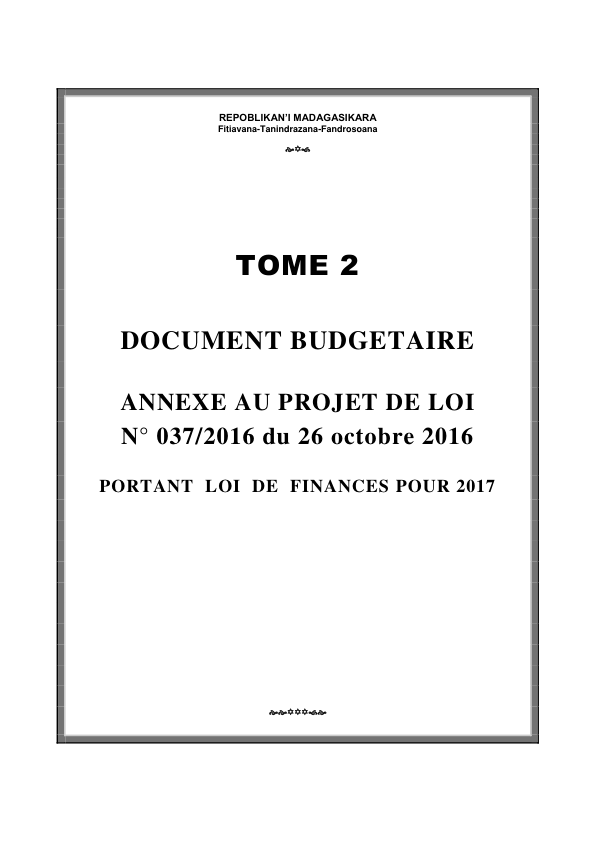 REPOBLIKAN'I MADAGASIKARA
Fitiavana-Tanindrazana-Fandrosoana
TOME 2
DOCUMENT BUDGETAIRE
ANNEXE AU PROJET DE LOI
N° 037/2016 du 26 octobre 2016
PORTANT LOI DE FINANCES POUR 2017